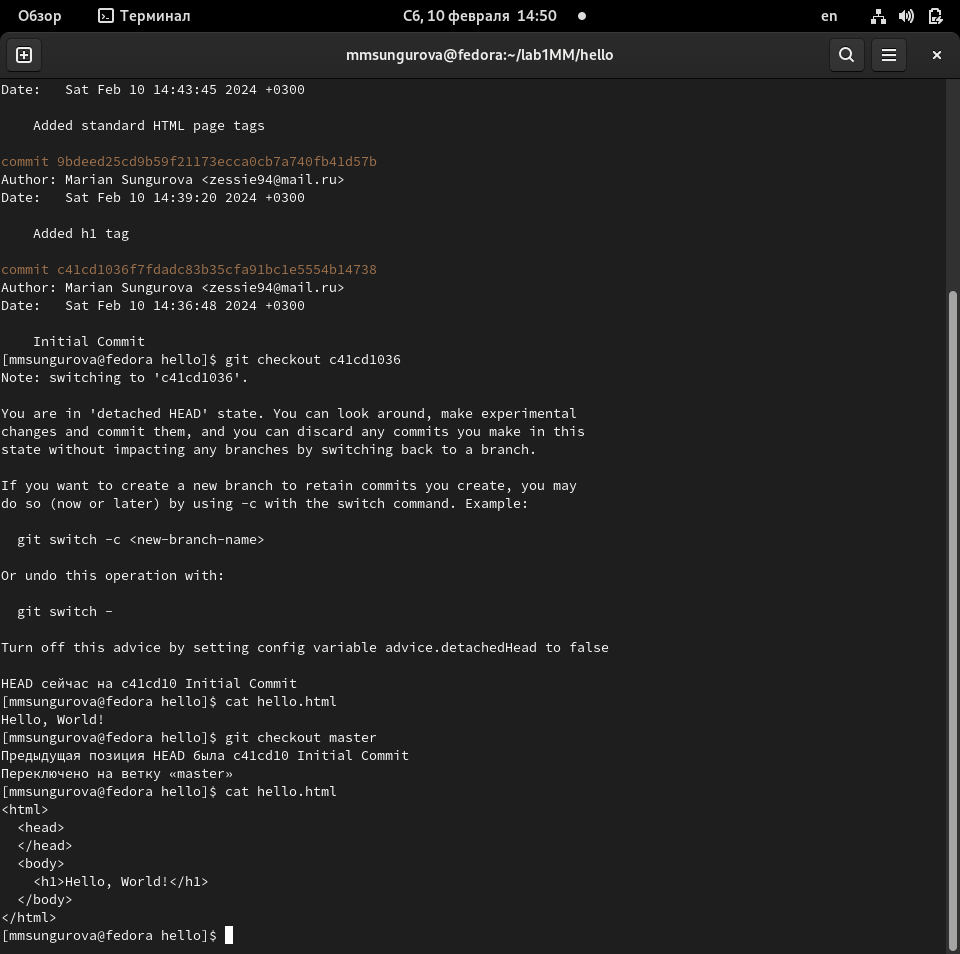 Обзор Терминал Сб, 10 февраля 14:50 en
mmsungurova@fedora:~/lab1MM/hello
Date:   Sat Feb 10 14:43:45 2024 +0300
    Added standard HTML page tags
commit 9bdeed25cd9b59f21173ecca0cb7a740fb41d57b
Author: Marian Sungurova <zessie94@mail.ru>
Date:   Sat Feb 10 14:39:20 2024 +0300
    Added h1 tag
commit c41cd1036f7fdadc83b35cfa91bc1e5554b14738
Author: Marian Sungurova <zessie94@mail.ru>
Date:   Sat Feb 10 14:36:48 2024 +0300
    Initial Commit
[mmsungurova@fedora hello]$ git checkout c41cd1036
Note: switching to 'c41cd1036'.
You are in 'detached HEAD' state. You can look around, make experimental
changes and commit them, and you can discard any commits you make in this
state without impacting any branches by switching back to a branch.
If you want to create a new branch to retain commits you create, you may
do so (now or later) by using -c with the switch command. Example:
  git switch -c <new-branch-name>
Or undo this operation with:
  git switch -
Turn off this advice by setting config variable advice.detachedHead to false
HEAD сейчас на c41cd10 Initial Commit
[mmsungurova@fedora hello]$ cat hello.html
Hello, World!
[mmsungurova@fedora hello]$ git checkout master
Предыдущая позиция HEAD была c41cd10 Initial Commit
Переключено на ветку «master»
[mmsungurova@fedora hello]$ cat hello.html
<html>
  <head>
  </head>
  <body>
    <h1>Hello, World!</h1>
  </body>
</html>
[mmsungurova@fedora hello]$